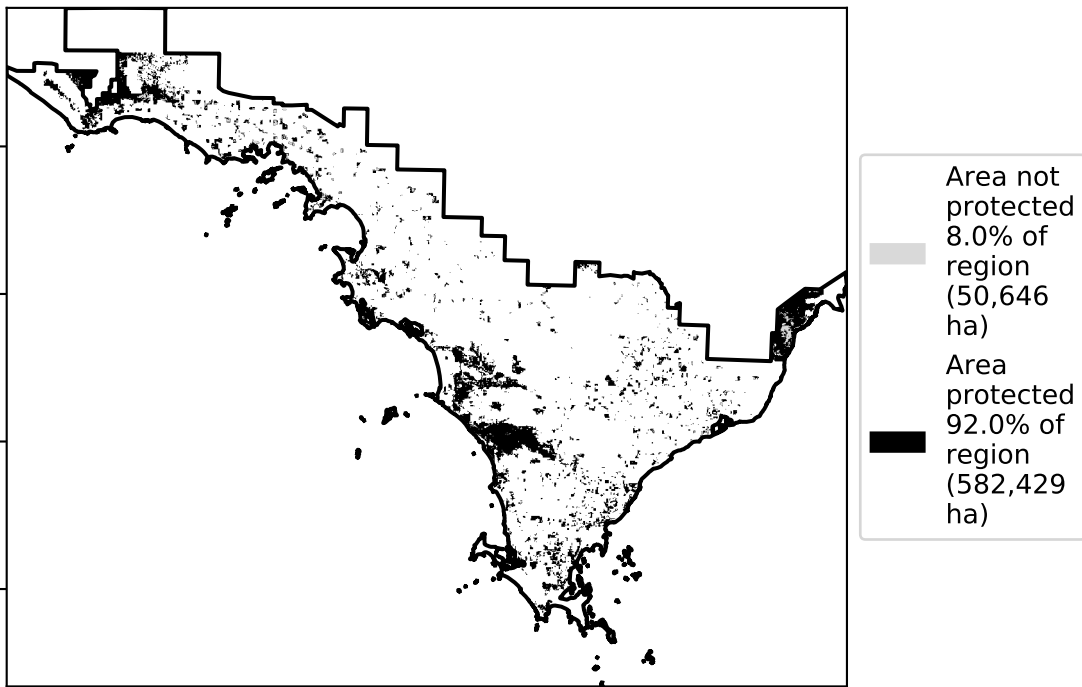 Area not
protected
8.0% of
region
(50,646
ha)
Area
protected
92.0% of
region
(582,429
ha)